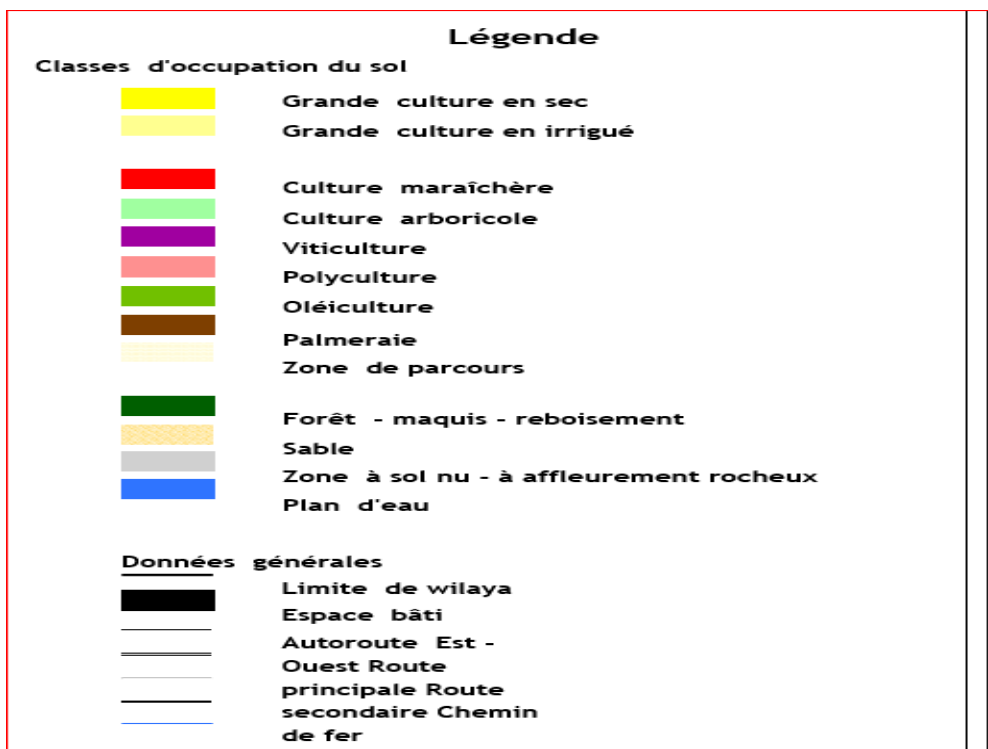 Légende
Classes d'occupation du sol
Grande culture en sec
Grande culture en irrigué
Culture maraîchère
Culture arboricole
Viticulture
Polyculture
Oléiculture
Palmeraie
Zone de parcours
Forêt - maquis - reboisement
Sable
Zone à sol nu - à affleurement rocheux
Plan d'eau
Données générales
Limite de wilaya
Espace bâti
Autoroute Est -
Ouest Route
principale Route
secondaire Chemin
de fer